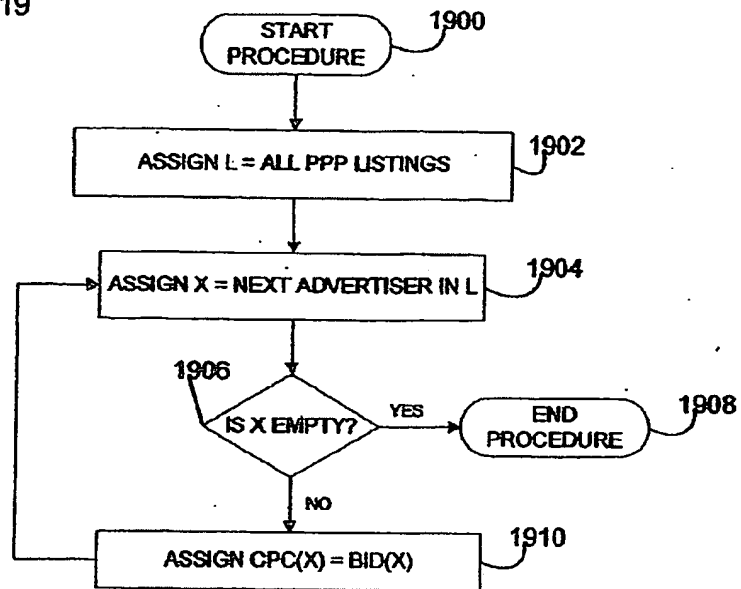 19
START
PROCEDURE
1900
ASSIGN L = ALL PPP LISTINGS
1902
ASSIGN X = NEXT ADVERTISER IN L
1904
1906
IS X EMPTY?
YES
END
PROCEDURE
1908
NO
ASSIGN CPC(X) = BID(X)
1910